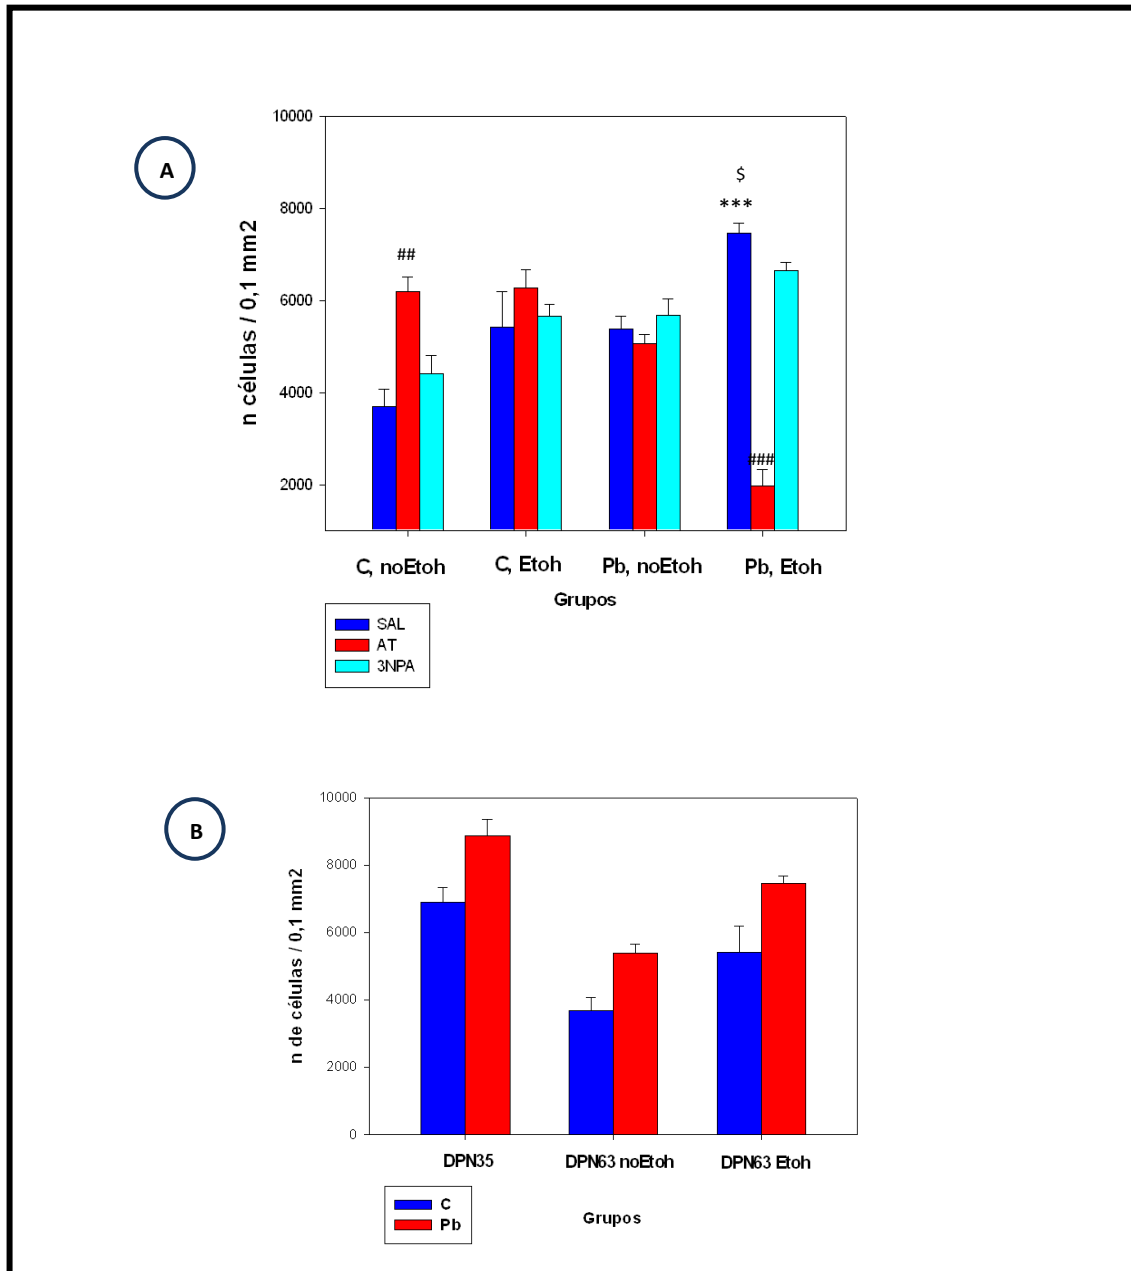 A
10000
8000
6000
4000
2000
n células / 0,1 mm2
##
$
***
###
C, noEtoh
C, Etoh
Pb, noEtoh
Pb, Etoh
Grupos
SAL
AT
3NPA
B
10000
8000
6000
4000
2000
0
n de células / 0,1 mm2
DPN35
DPN63 noEtoh
DPN63 Etoh
Grupos
C
Pb